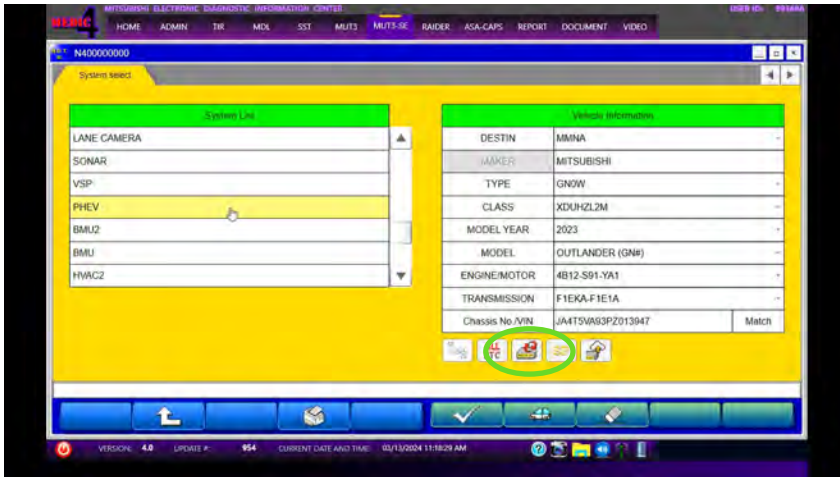 MITSUBISHI ELECTRONIC DIAGNOSTIC INFORMATION CENTER
MEDIC 4
HOME ADMIN TIR MDL SST MUT3 MUT3-SE RAIDER ASA-CAPS REPORT DOCUMENT VIDEO
N400000000
System select
System List
LANE CAMERA
SONAR
VSP
PHEV
BMU2
BMU
HVAC2
Vehicle Information
DESTIN MMNA
MAKER MITSUBISHI
TYPE GN0W
CLASS XDUHZL2M
MODEL YEAR 2023
MODEL OUTLANDER (GN#)
ENGINE/MOTOR 4B12-S91-YA1
TRANSMISSION F1EKA-F1E1A
Chassis No./VIN JA4T5VA93PZ013947 Match
VERSION: 4.0 UPDATE #: 954 CURRENT DATE AND TIME: 03/13/2024 11:18:29 AM